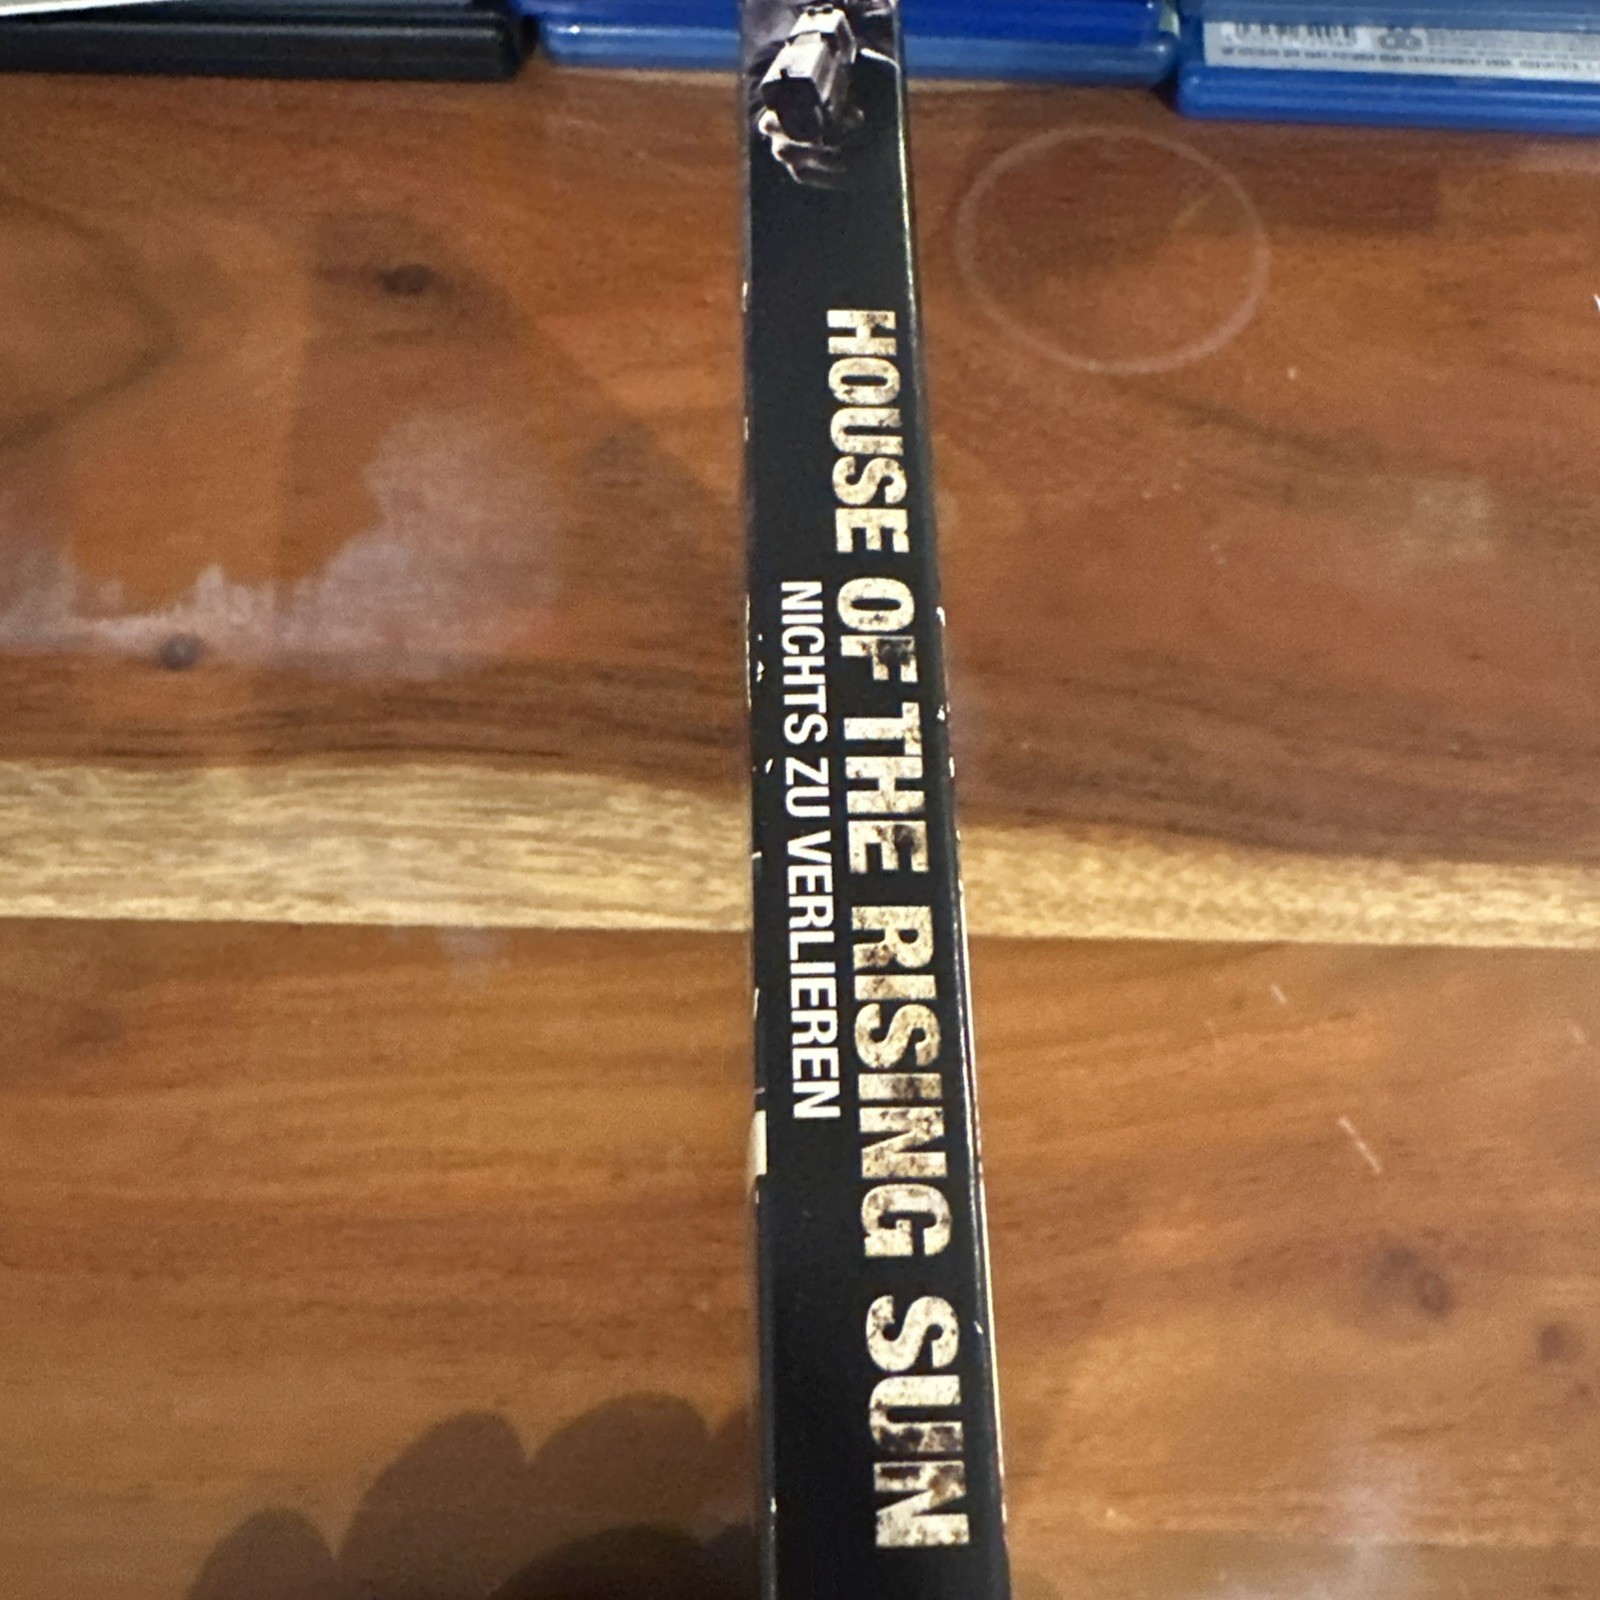 HOUSE OF THE RISING SUN
NICHTS ZU VERLIEREN